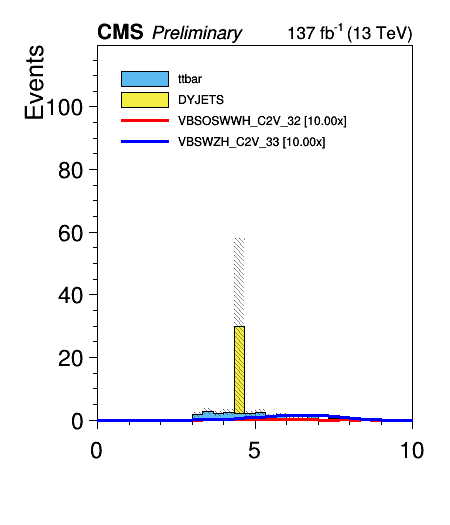 CMS Preliminary 137 fb-1 (13 TeV)
Events
ttbar
DYJETS
VBSOSWWH_C2V_32 [10.00x]
VBSWZH_C2V_33 [10.00x]
100
80
60
40
20
0
0 5 10